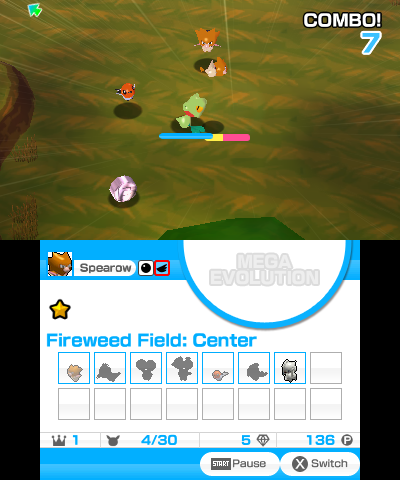 COMBO!
7
Spearow
MEGA
EVOLUTION
Fireweed Field: Center
1 4/30 5 136 P
START Pause X Switch